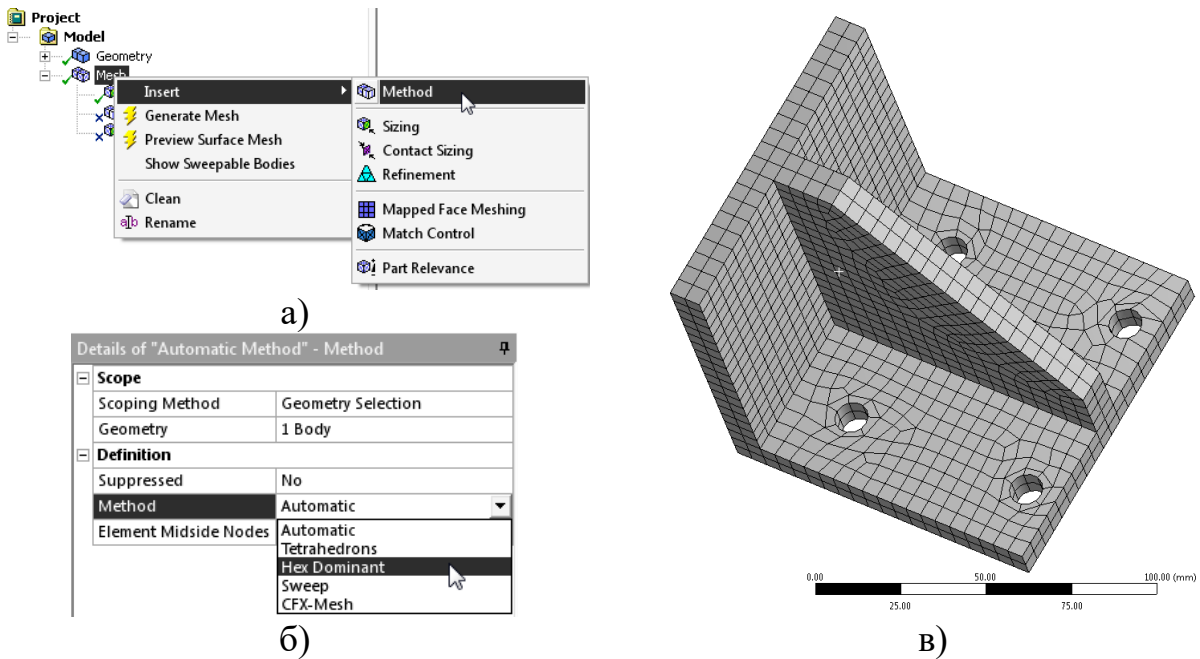 Project
Model
Geometry
Mesh
Insert
Generate Mesh
Preview Surface Mesh
Show Sweepable Bodies
Clean
Rename
Method
Sizing
Contact Sizing
Refinement
Mapped Face Meshing
Match Control
Part Relevance
а)
Details of "Automatic Method" - Method
Scope
Scoping Method Geometry Selection
Geometry 1 Body
Definition
Suppressed No
Method Automatic
Element Midside Nodes
Automatic
Tetrahedrons
Hex Dominant
Sweep
CFX-Mesh
б)
0.00 50.00 100.00 (mm)
25.00 75.00
в)